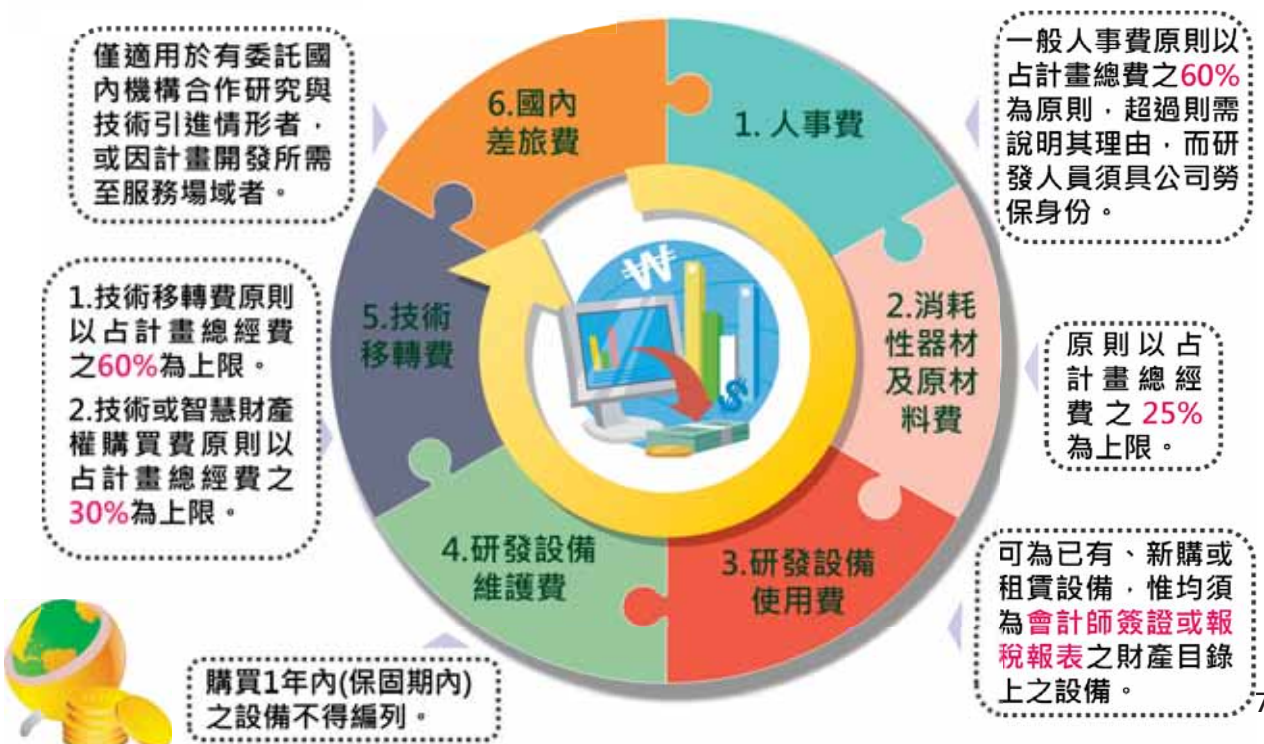 1. 人事費
一般人事費原則以
占計畫總費之60%
為原則，超過則需
說明其理由，而研
發人員須具公司勞
保身份。
2.消耗
性器材
及原材
料費
原則以占
計畫總經
費之25%
為上限。
3.研發設備
使用費
可為已有、新購或
租賃設備，惟均須
為會計師簽證或報
稅報表之財產目錄
上之設備。
4.研發設備
維護費
購買1年內(保固期內)
之設備不得編列。
5.技術
移轉費
1.技術移轉費原則
以占計畫總經費
之60%為上限。
2.技術或智慧財產
權購買費原則以
占計畫總經費之
30%為上限。
6.國內
差旅費
僅適用於有委託國
內機構合作研究與
技術引進情形者，
或因計畫開發所需
至服務場域者。
₩
$
7